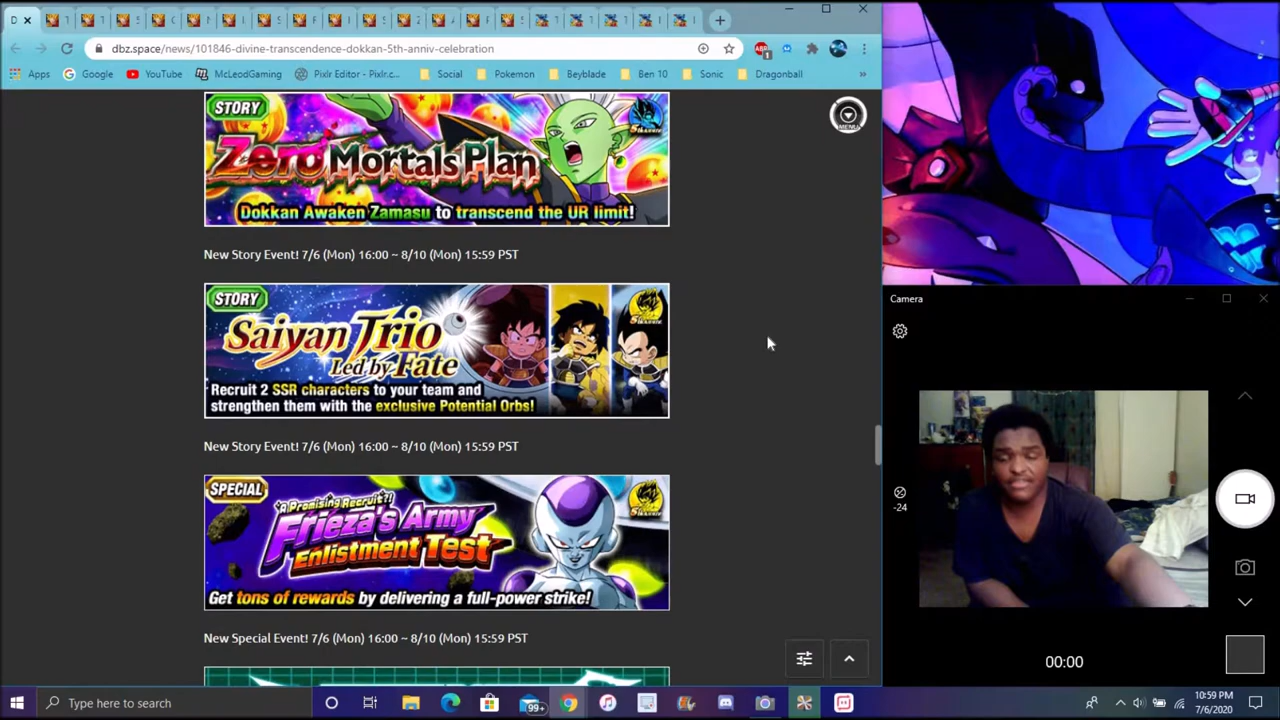 dbz.space/news/101846-divine-transcendence-dokkan-5th-anniv-celebration
Apps
Google
YouTube
McLeodGaming
Pixlr Editor - Pixlr.c...
Social
Pokemon
Beyblade
Ben 10
Sonic
Dragonball
»
MENU
STORY
Zero Mortals Plan
Dokkan Awaken Zamasu to transcend the UR limit!
New Story Event! 7/6 (Mon) 16:00 ~ 8/10 (Mon) 15:59 PST
STORY
Saiyan Trio
Led by Fate
Recruit 2 SSR characters to your team and
strengthen them with the exclusive Potential Orbs!
New Story Event! 7/6 (Mon) 16:00 ~ 8/10 (Mon) 15:59 PST
SPECIAL
A Promising Recruit?!
Frieza's Army
Enlistment Test
Get tons of rewards by delivering a full-power strike!
New Special Event! 7/6 (Mon) 16:00 ~ 8/10 (Mon) 15:59 PST
Camera
-24
00:00
Type here to search
99+
10:59 PM
7/6/2020